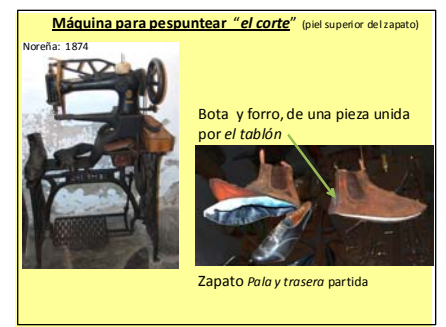 Máquina para pespuntear “el corte” (piel superior del zapato)
Noreña: 1874
Bota y forro, de una pieza unida
por el tablón
Zapato Pala y trasera partida